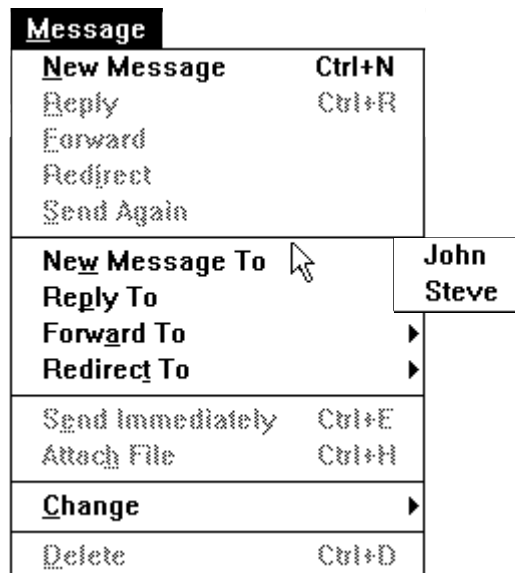 Message
New Message Ctrl+N
Reply Ctrl+R
Forward
Redirect
Send Again
New Message To John
Reply To Steve
Forward To
Redirect To
Send Immediately Ctrl+E
Attach File Ctrl+H
Change
Delete Ctrl+D